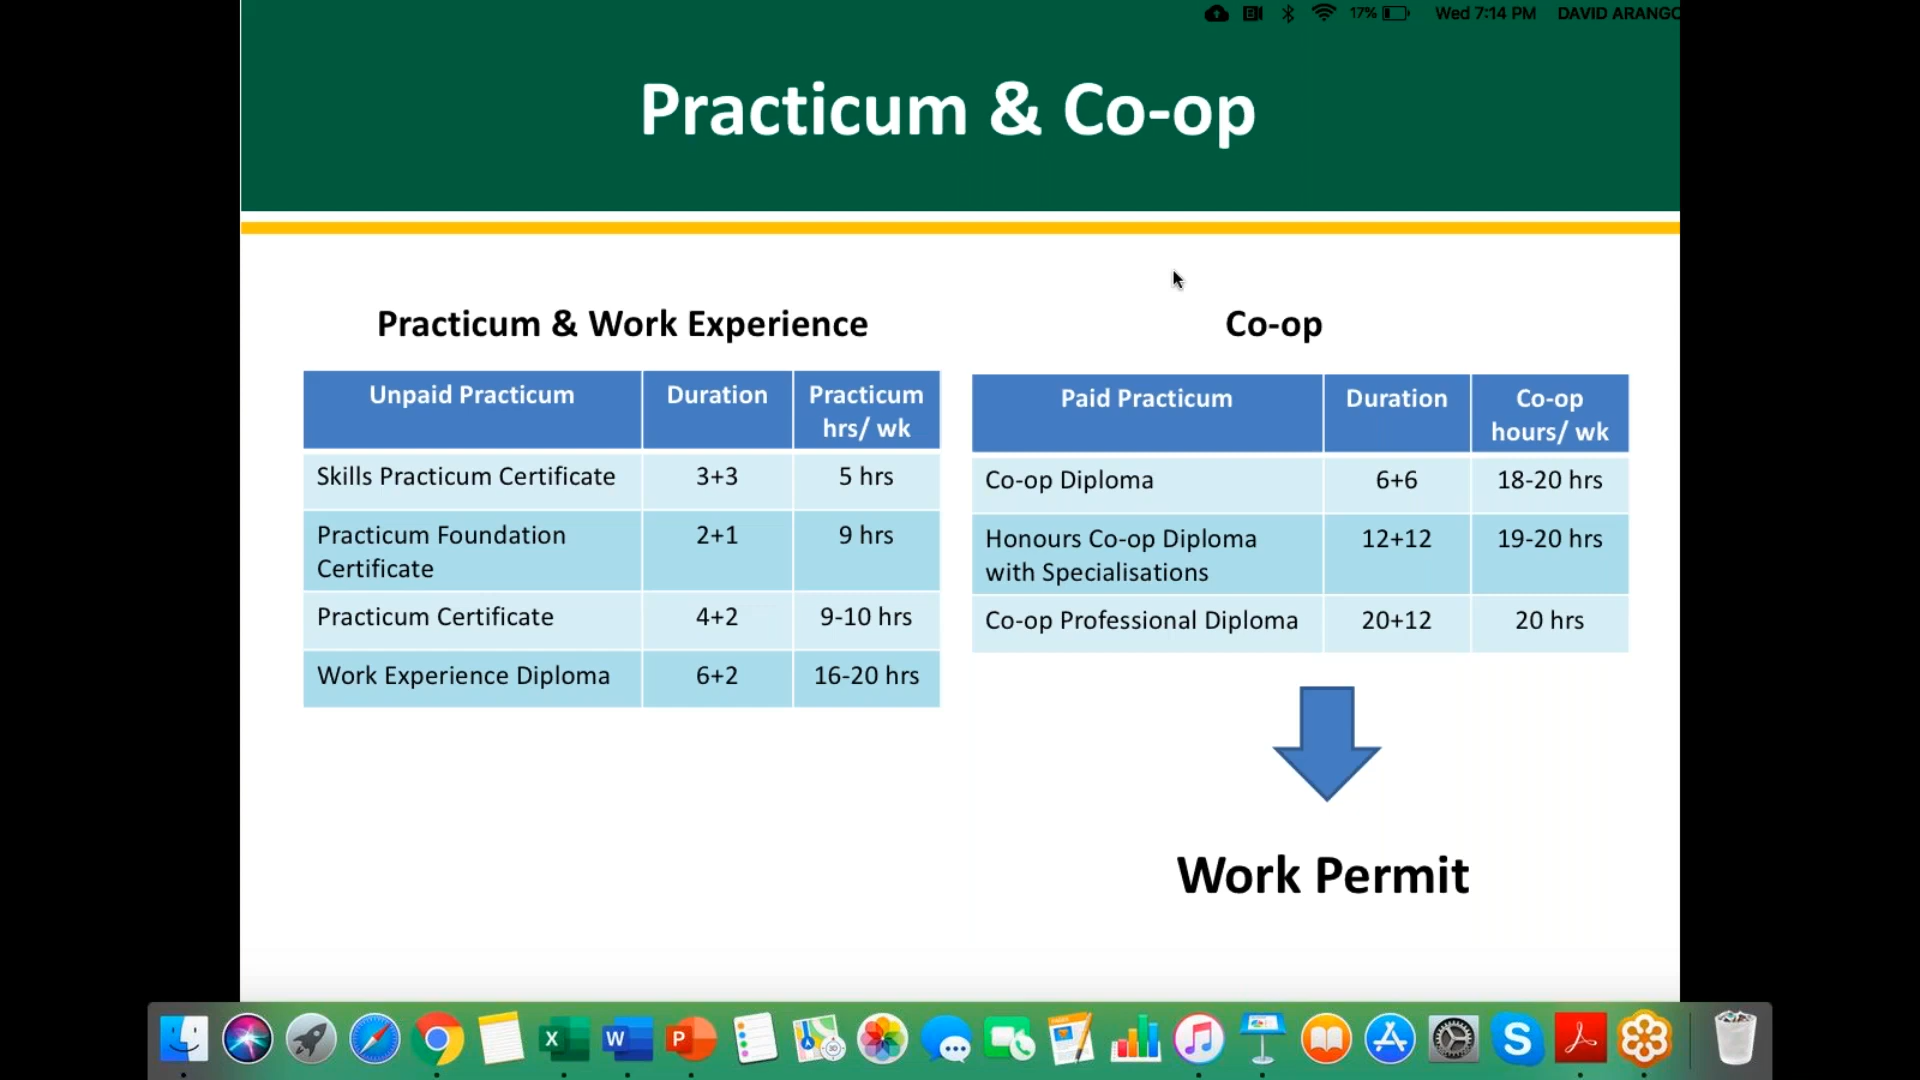 17%
Wed 7:14 PM
DAVID ARANGO
Practicum & Co-op
Practicum & Work Experience
Unpaid Practicum Duration Practicum
hrs/ wk
Skills Practicum Certificate 3+3 5 hrs
Practicum Foundation 2+1 9 hrs
Certificate
Practicum Certificate 4+2 9-10 hrs
Work Experience Diploma 6+2 16-20 hrs
Co-op
Paid Practicum Duration Co-op
hours/ wk
Co-op Diploma 6+6 18-20 hrs
Honours Co-op Diploma 12+12 19-20 hrs
with Specialisations
Co-op Professional Diploma 20+12 20 hrs
Work Permit